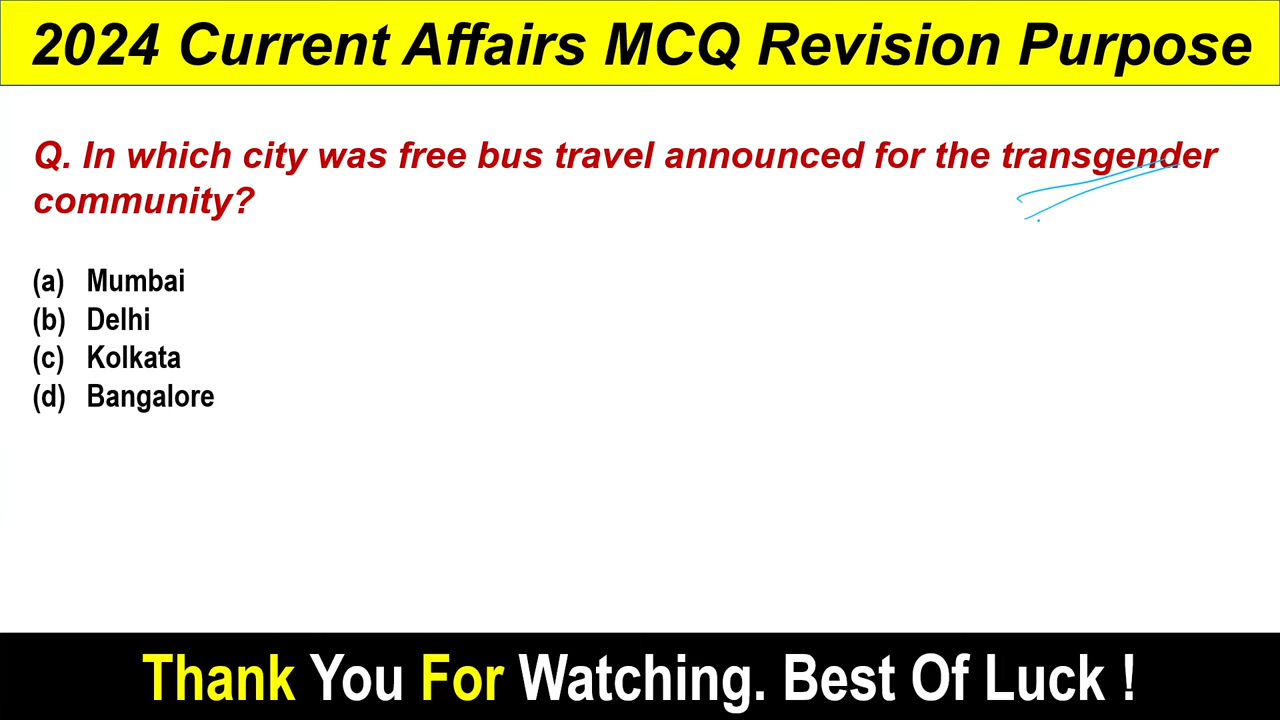 2024 Current Affairs MCQ Revision Purpose
Q. In which city was free bus travel announced for the transgender
community?
(a) Mumbai
(b) Delhi
(c) Kolkata
(d) Bangalore
Thank You For Watching. Best Of Luck !